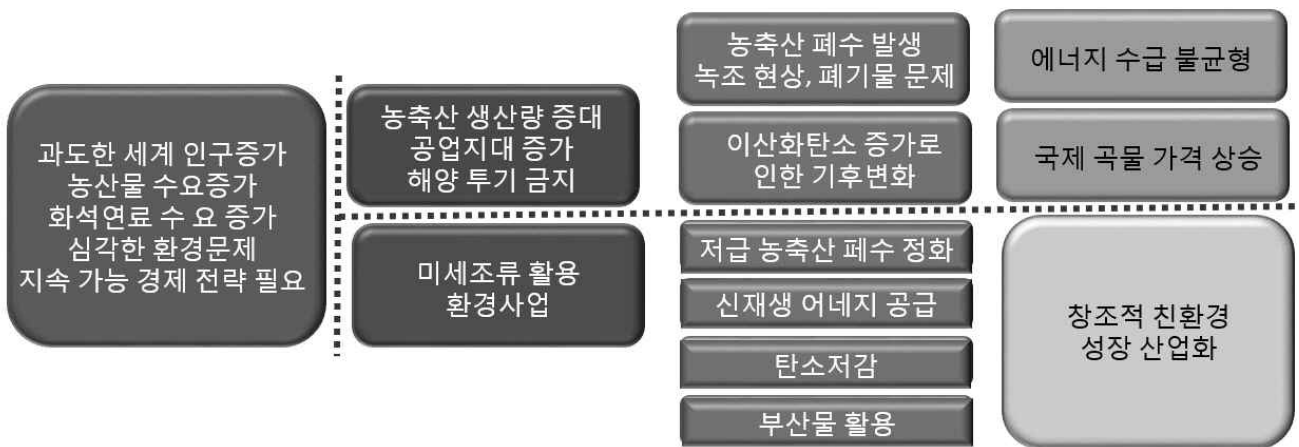 과도한 세계 인구증가
농산물 수요증가
화석연료 수 요 증가
심각한 환경문제
지속 가능 경제 전략 필요
농축산 생산량 증대
공업지대 증가
해양 투기 금지
농축산 폐수 발생
녹조 현상, 폐기물 문제
이산화탄소 증가로
인한 기후변화
에너지 수급 불균형
국제 곡물 가격 상승
미세조류 활용
환경사업
저급 농축산 페수 정화
신재생 어네지 공급
탄소저감
부산물 활용
창조적 친환경
성장 산업화